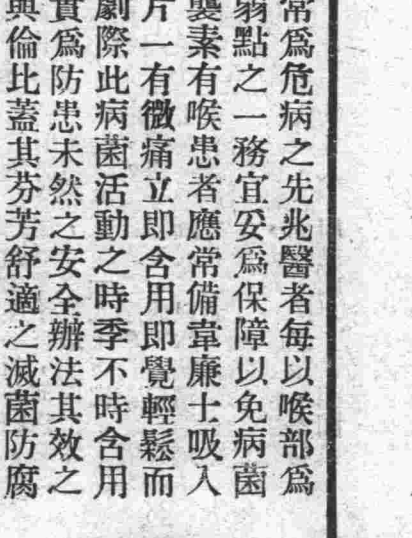 常爲危病之先兆醫者每以喉部爲
弱點之一務宜妥爲保障以免病菌
襲素有喉患者應常備韋廉士吸入
片一有微痛立即含用即覺輕鬆而
劇際此病菌活動之時季不時含用
實爲防患未然之安全辦法其效之
與倫比蓋其芬芳舒適之滅菌防腐